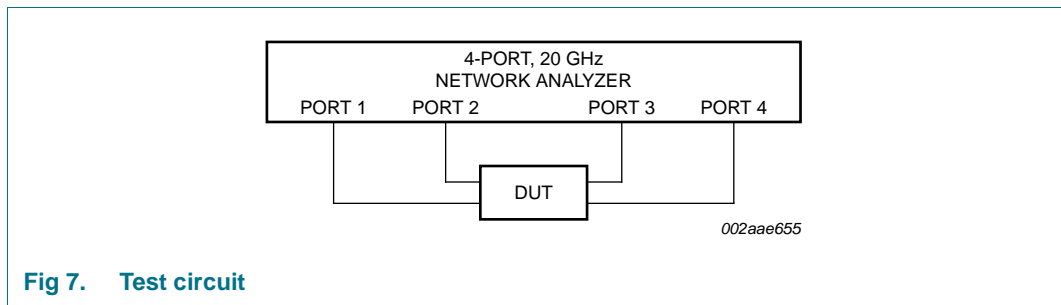 4-PORT, 20 GHz
NETWORK ANALYZER
PORT 1 PORT 2 PORT 3 PORT 4
DUT
002aae655
Fig 7. Test circuit